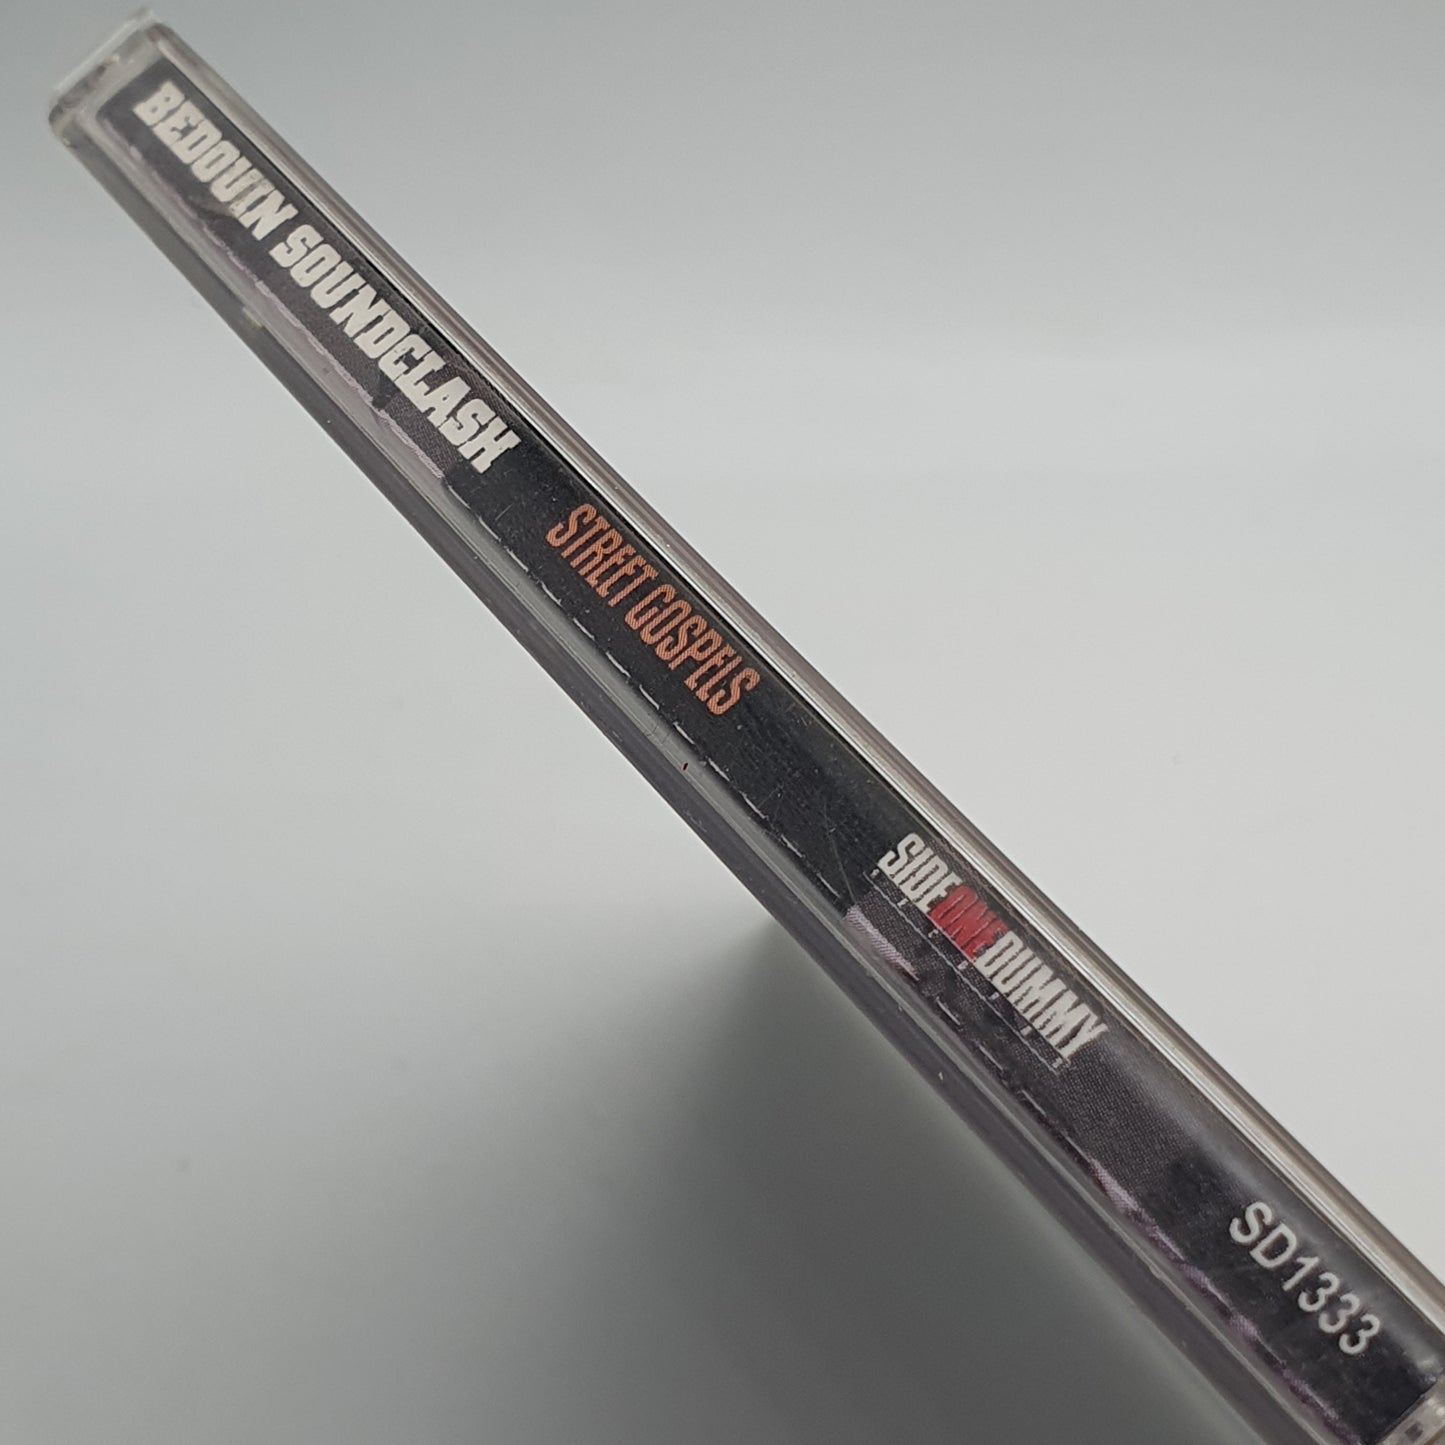 BEDOUIN SOUNDCLASH
STREET GOSPELS
SIDEONEDUMMY
SD1333